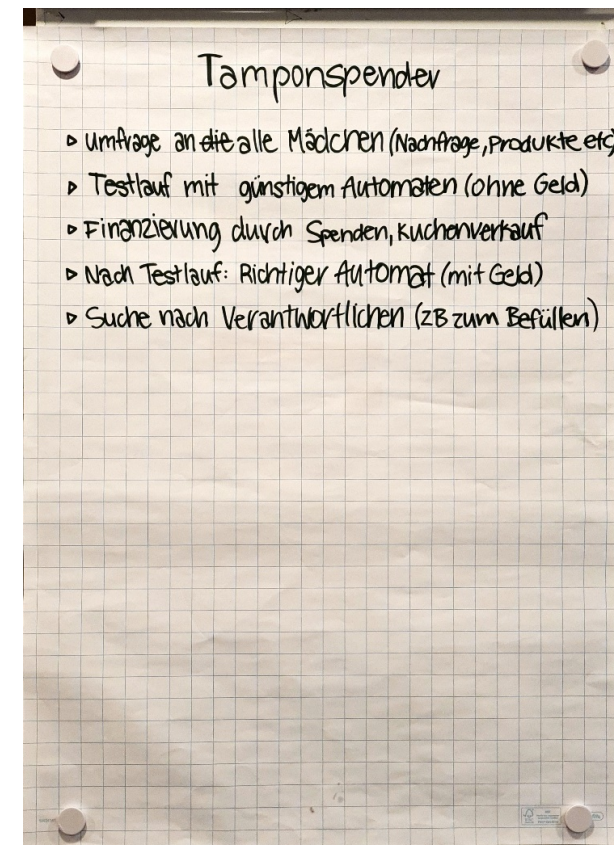 Tamponspender
▹ Umfrage an ~~die~~ alle Mädchen (Nachfrage, Produkte etc)
▹ Testlauf mit günstigem Automaten (ohne Geld)
▹ Finanzierung durch Spenden, Kuchenverkauf
▹ Nach Testlauf: Richtiger Automat (mit Geld)
▹ Suche nach Verantwortlichen (zB zum Befüllen)